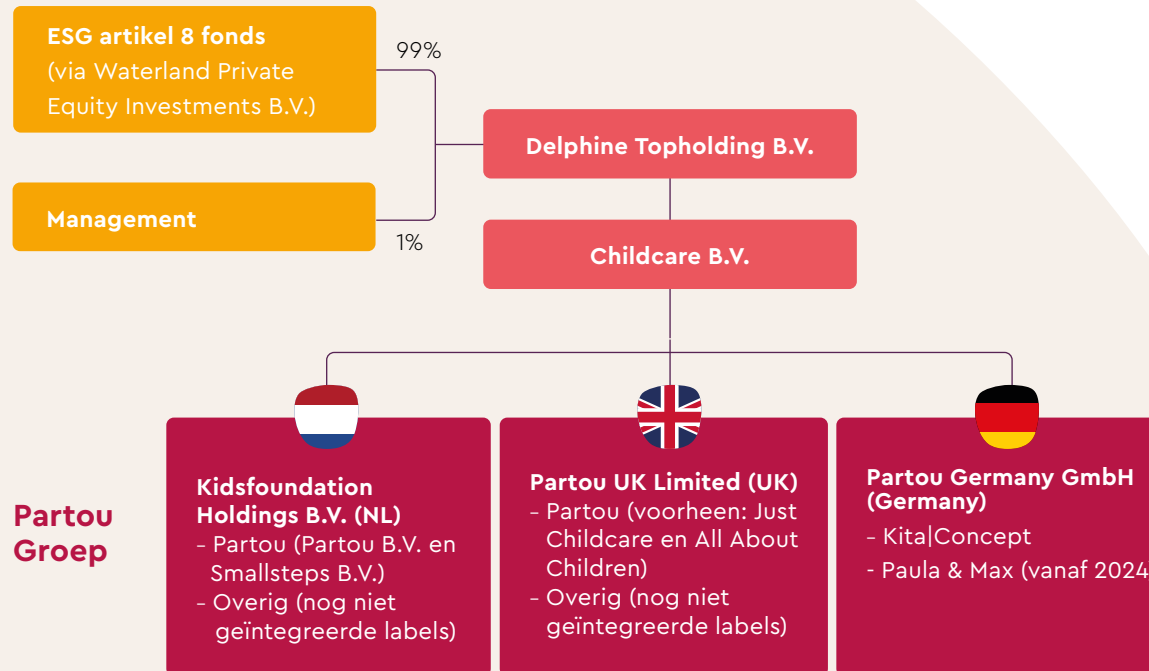 ESG artikel 8 fonds
(via Waterland Private
Equity Investments B.V.)
99%
Delphine Topholding B.V.
Management
1%
Childcare B.V.
Partou
Groep
Kidsfoundation
Holdings B.V. (NL)
- Partou (Partou B.V. en
Smallsteps B.V.)
- Overig (nog niet
geïntegreerde labels)
Partou UK Limited (UK)
- Partou (voorheen: Just
Childcare en All About
Children)
- Overig (nog niet
geïntegreerde labels)
Partou Germany GmbH
(Germany)
- Kita|Concept
- Paula & Max (vanaf 2024